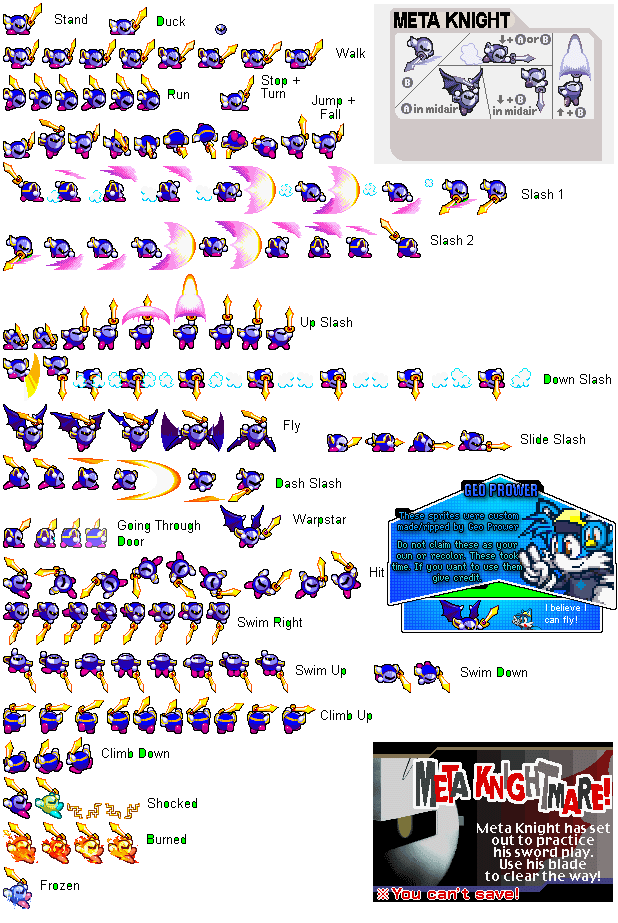 Stand
Duck
META KNIGHT
↓+Ⓐ or Ⓑ
Ⓑ
Ⓐ in midair
↓+Ⓑ
in midair
↑+Ⓑ
Walk
Run
Stop +
Turn
Jump +
Fall
Slash 1
Slash 2
Up Slash
Down Slash
Fly
Slide Slash
Dash Slash
GEO PROWER
These sprites were custom
made/ripped by Geo Prower
Do not claim these as your
own or recolor. These took
time. If you want to use them
give credit.
I believe I
can fly!
Going Through
Door
Warpstar
Hit
Swim Right
Swim Up
Swim Down
Climb Up
Climb Down
Shocked
Burned
Frozen
META KNIGHTMARE!
Meta Knight has set
out to practice
his sword play.
Use his blade
to clear the way!
※You can't save!